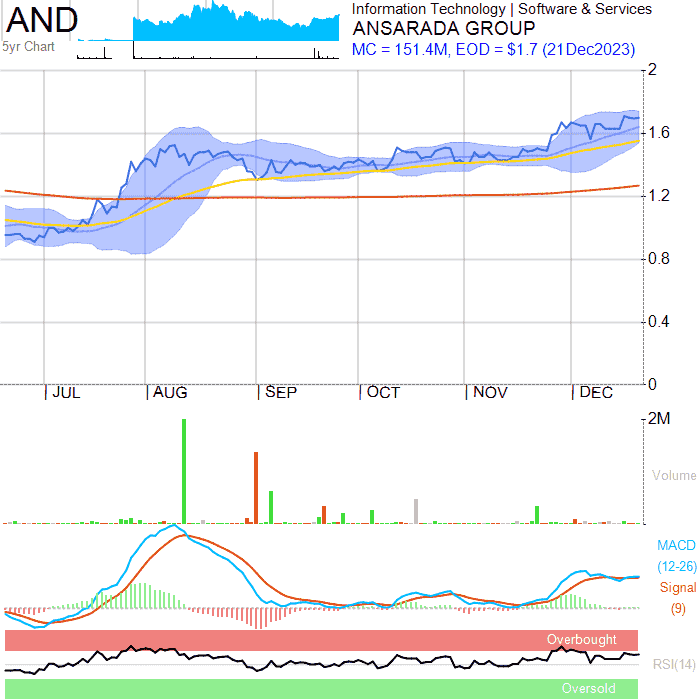 AND
5yr Chart
Information Technology | Software & Services
ANSARADA GROUP
MC = 151.4M, EOD = $1.7 (21Dec2023)
2
1.6
1.2
0.8
0.4
0
JUL
AUG
SEP
OCT
NOV
DEC
2M
Volume
MACD
(12-26)
Signal
(9)
Overbought
RSI(14)
Oversold